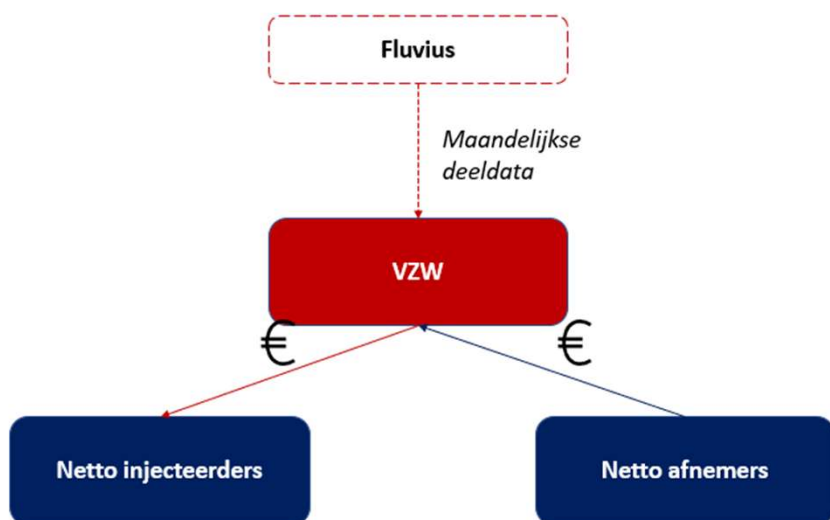 Fluvius
Maandelijkse
deeldata
VZW
€
€
Netto injecteerders
Netto afnemers